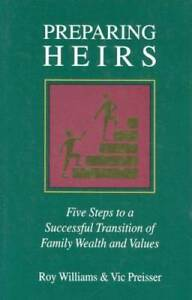 PREPARING
HEIRS
Five Steps to a
Successful Transition of
Family Wealth and Values
Roy Williams & Vic Preisser